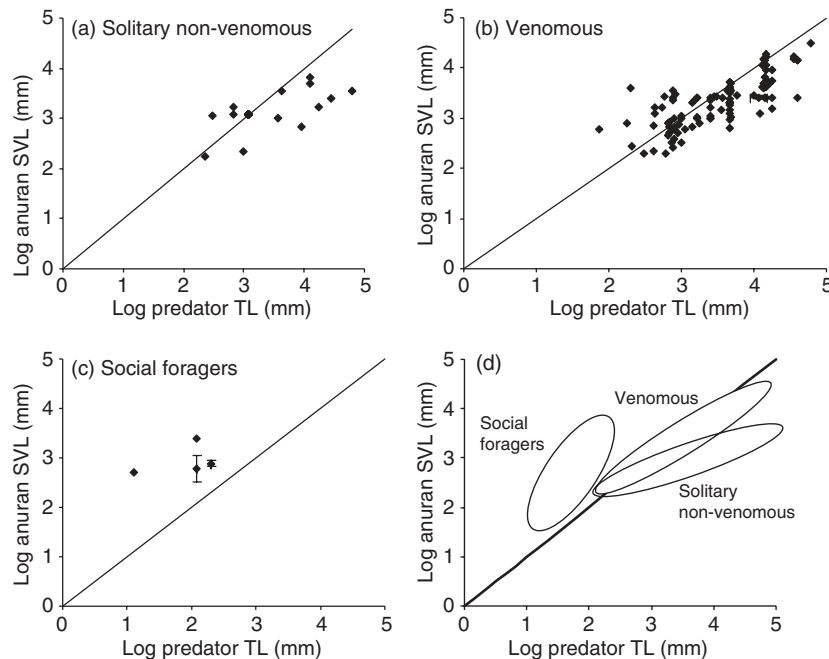 (a) Solitary non-venomous
Log anuran SVL (mm)
5
4
3
2
1
0
0 1 2 3 4 5
Log predator TL (mm)
(b) Venomous
Log anuran SVL (mm)
5
4
3
2
1
0
0 1 2 3 4 5
Log predator TL (mm)
(c) Social foragers
Log anuran SVL (mm)
5
4
3
2
1
0
0 1 2 3 4 5
Log predator TL (mm)
(d)
Log anuran SVL (mm)
5
4
3
2
1
0
Venomous
Social
foragers
Solitary
non-venomous
0 1 2 3 4 5
Log predator TL (mm)